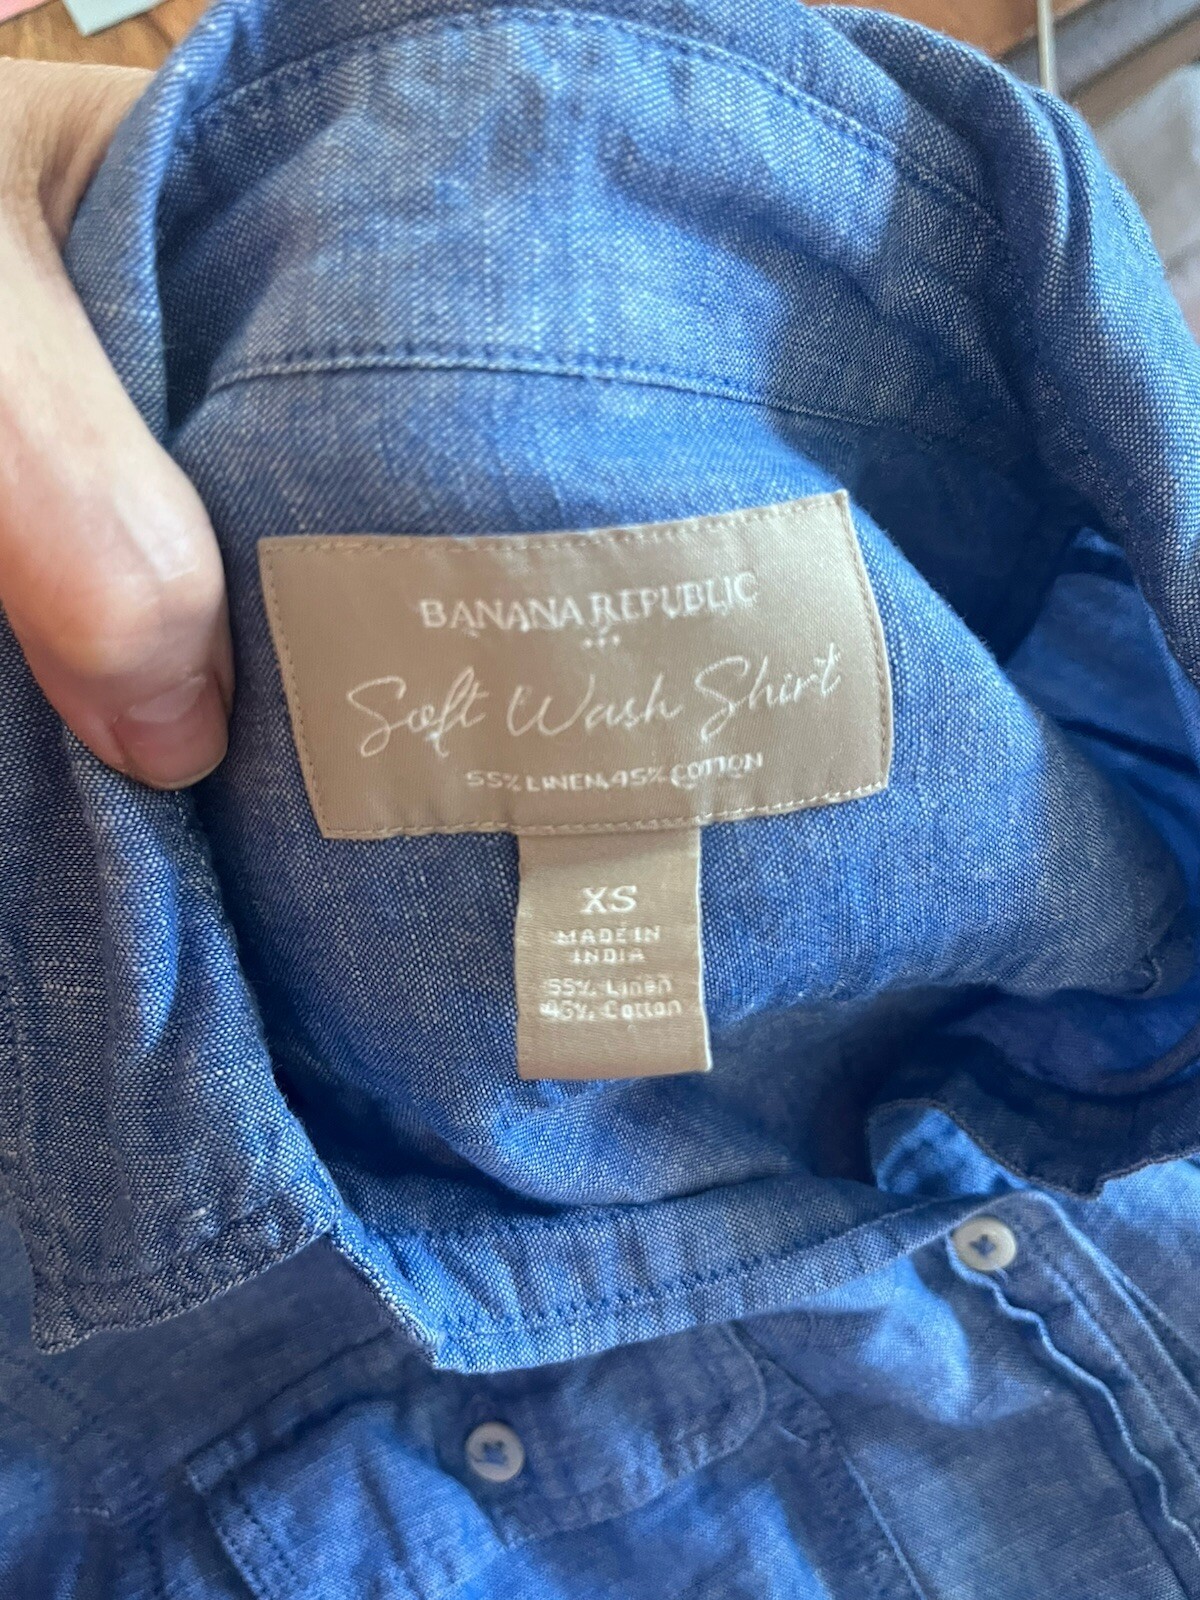 BANANA REPUBLIC
Soft Wash Shirt
55% LINEN, 45% COTTON
XS
MADE IN
INDIA
55% Linen
45% Cotton